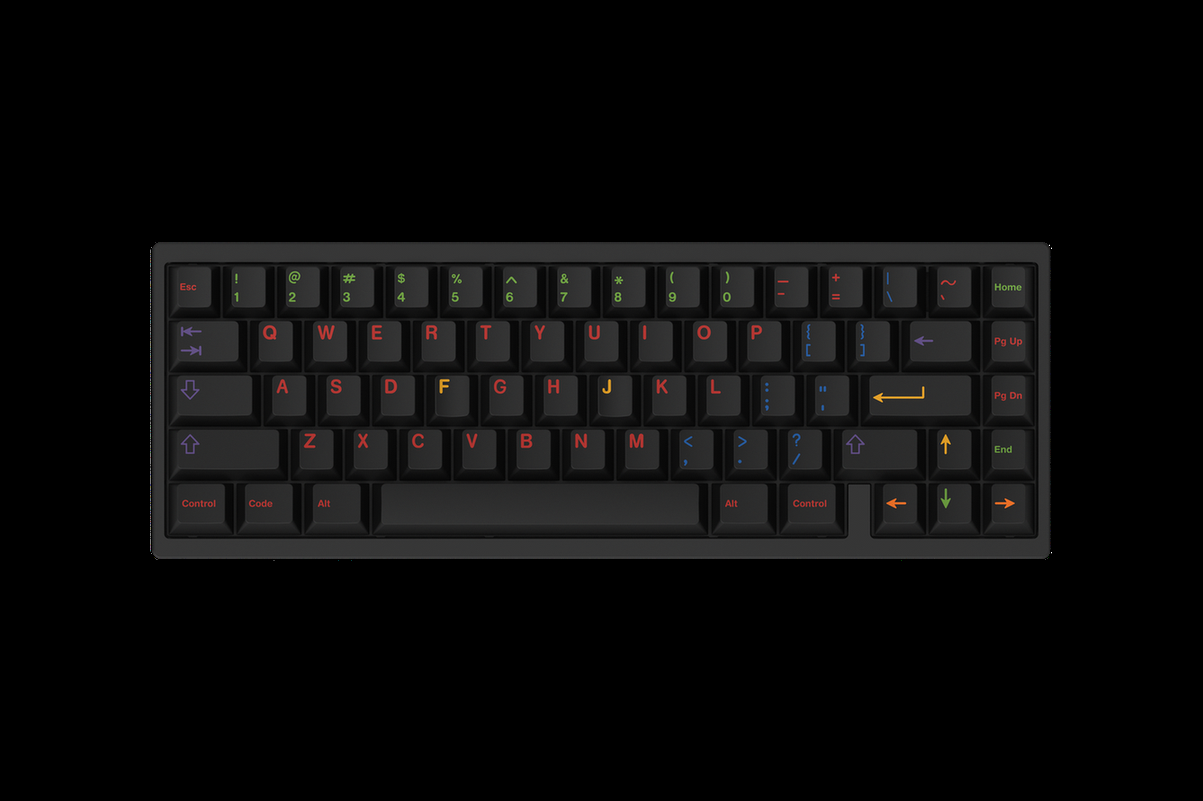 Esc ! @ # $ % ^ & * ( ) — + | ~ Home
1 2 3 4 5 6 7 8 9 0 - = \ `
Q W E R T Y U I O P { } Pg Up
[ ]
A S D F G H J K L : " Pg Dn
; '
Z X C V B N M < > ? End
, . /
Control Code Alt Alt Control